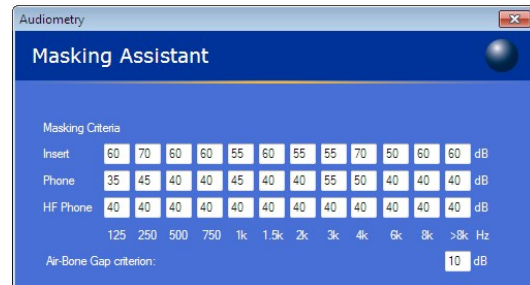 Audiometry
Masking Assistant
Masking Criteria
Insert 60 70 60 60 55 60 55 55 70 50 60 60 dB
Phone 35 45 40 40 45 40 40 55 50 40 40 40 dB
HF Phone 40 40 40 40 40 40 40 40 40 40 40 40 dB
125 250 500 750 1k 1.5k 2k 3k 4k 6k 8k >8k Hz
Air-Bone Gap criterion: 10 dB